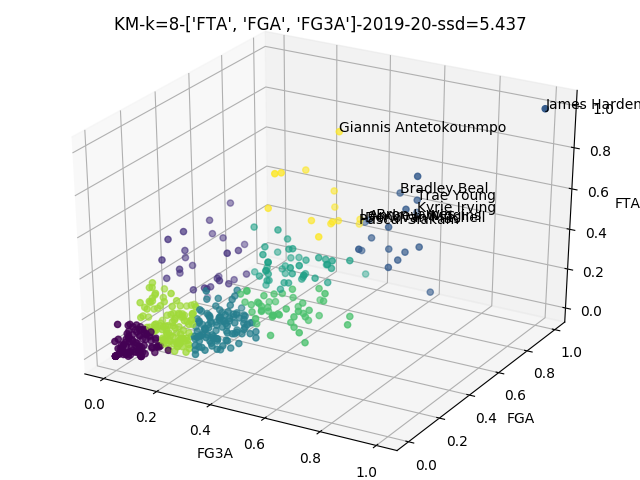 KM-k=8-['FTA', 'FGA', 'FG3A']-2019-20-ssd=5.437
James Harden
Giannis Antetokounmpo
Bradley Beal
Trae Young
Kyrie Irving
Pascal Siakam
FTA
1.0
0.8
0.6
0.4
0.2
0.0
FGA
1.0
0.8
0.6
0.4
0.2
0.0
FG3A
0.0
0.2
0.4
0.6
0.8
1.0